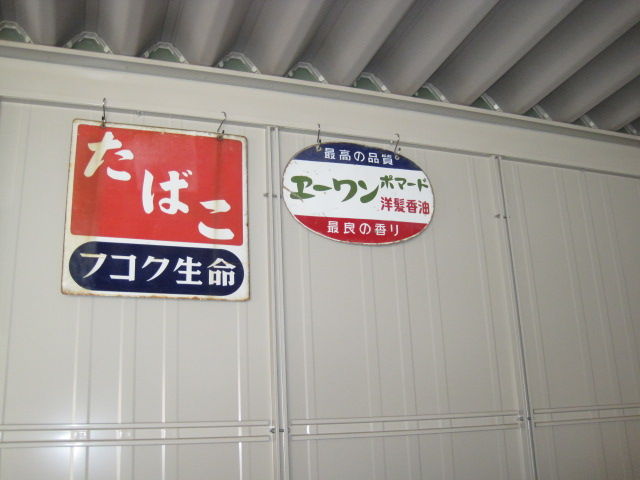 たばこ
フコク生命
最高の品質
エーワン
ポマード
洋髪香油
最良の香り